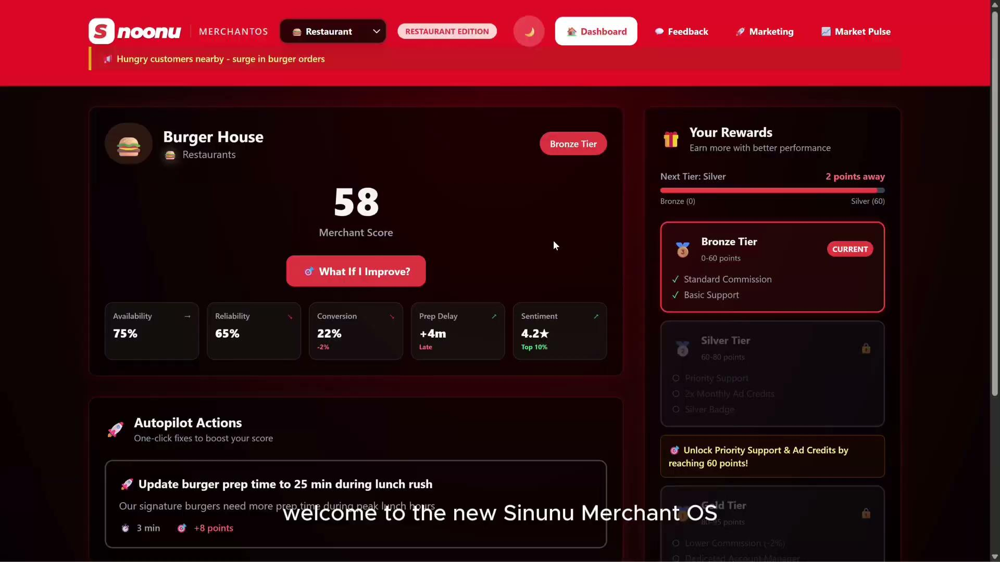 S noonu
MERCHANTOS
Restaurant
RESTAURANT EDITION
Dashboard
Feedback
Marketing
Market Pulse
Hungry customers nearby - surge in burger orders
Burger House
Restaurants
Bronze Tier
58
Merchant Score
What If I Improve?
Availability →
75%
Reliability ↘
65%
Conversion ↘
22%
-2%
Prep Delay ↗
+4m
Late
Sentiment ↗
4.2★
Top 10%
Autopilot Actions
One-click fixes to boost your score
Update burger prep time to 25 min during lunch rush
Our signature burgers need more prep time during peak lunch hours
welcome to the new Sinunu Merchant OS
3 min
+8 points
Your Rewards
Earn more with better performance
Next Tier: Silver
2 points away
Bronze (0)
Silver (60)
Bronze Tier
0-60 points
CURRENT
✓ Standard Commission
✓ Basic Support
Silver Tier
60-80 points
Priority Support
2x Monthly Ad Credits
Silver Badge
Unlock Priority Support & Ad Credits by
reaching 60 points!
Gold Tier
80-95 points
Lower Commission (-2%)
Dedicated Account Manager